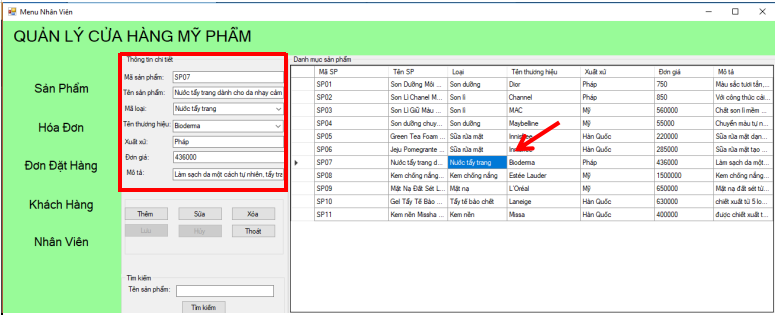 Menu Nhân Viên
QUẢN LÝ CỬA HÀNG MỸ PHẨM
Sản Phẩm
Hóa Đơn
Đơn Đặt Hàng
Khách Hàng
Nhân Viên
Thông tin chi tiết
Mã sản phẩm: SP07
Tên sản phẩm: Nước tẩy trang dành cho da nhạy cảm
Mã loại: Nước tẩy trang
Tên thương hiệu: Bioderma
Xuất xứ: Pháp
Đơn giá: 436000
Mô tả: Làm sạch da một cách tự nhiên, tẩy tra
Thêm Sửa Xóa
Lưu Hủy Thoát
Tìm kiếm
Tên sản phẩm:
Tìm kiếm
Danh mục sản phẩm
Mã SP Tên SP Loại Tên thương hiệu Xuất xứ Đơn giá Mô tả
SP01 Son Dưỡng Môi ... Son dưỡng Dior Pháp 750 Màu sắc tươi tắn,...
SP02 Son Lì Chanel M... Son lì Channel Pháp 850 Với công thức cải...
SP03 Son Lì Giữ Màu ... Son lì MAC Mỹ 560000 Chất son lì mềm ...
SP04 Son dưỡng chuy... Son dưỡng Maybelline Mỹ 55000 Chuyển màu tự n...
SP05 Green Tea Foam ... Sữa rửa mặt Hàn Quốc 220000 Sữa rửa mặt dạn...
SP06 Jeju Pomegrante ... Sữa rửa mặt Hàn Quốc 285000 Sữa rửa mặt tạo ...
SP07 Nước tẩy trang d... Nước tẩy trang Bioderma Pháp 436000 Làm sạch da một...
SP08 Kem chống nắng... Kem chống nắng Estée Lauder Mỹ 1500000 Kem chống nắng...
SP09 Mặt Nạ Đất Sét L... Mặt nạ L'Oréal Mỹ 650000 Mặt nạ đất sét từ...
SP10 Gel Tẩy Tế Bào ... Tẩy tế bào chết Laneige Hàn Quốc 630000 chiết xuất từ 5 lo...
SP11 Kem nền Missha ... Kem nền Missa Hàn Quốc 400000 được chiết xuất t...